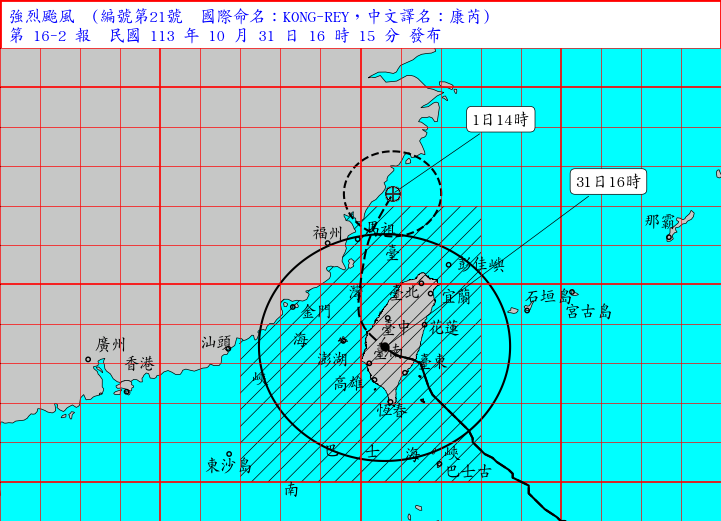 強烈颱風 (編號第21號 國際命名：KONG-REY，中文譯名：康芮)
第 16-2 報 民國 113 年 10 月 31 日 16 時 15 分 發布
1日14時
31日16時
那霸
福州
馬祖
臺
彭佳嶼
灣
臺北
宜蘭
石垣島
宮古島
金門
海
臺中
花蓮
廣州
汕頭
澎湖
臺南
臺東
香港
峽
高雄
恆春
巴
士
海
峽
東沙島
巴士古
南